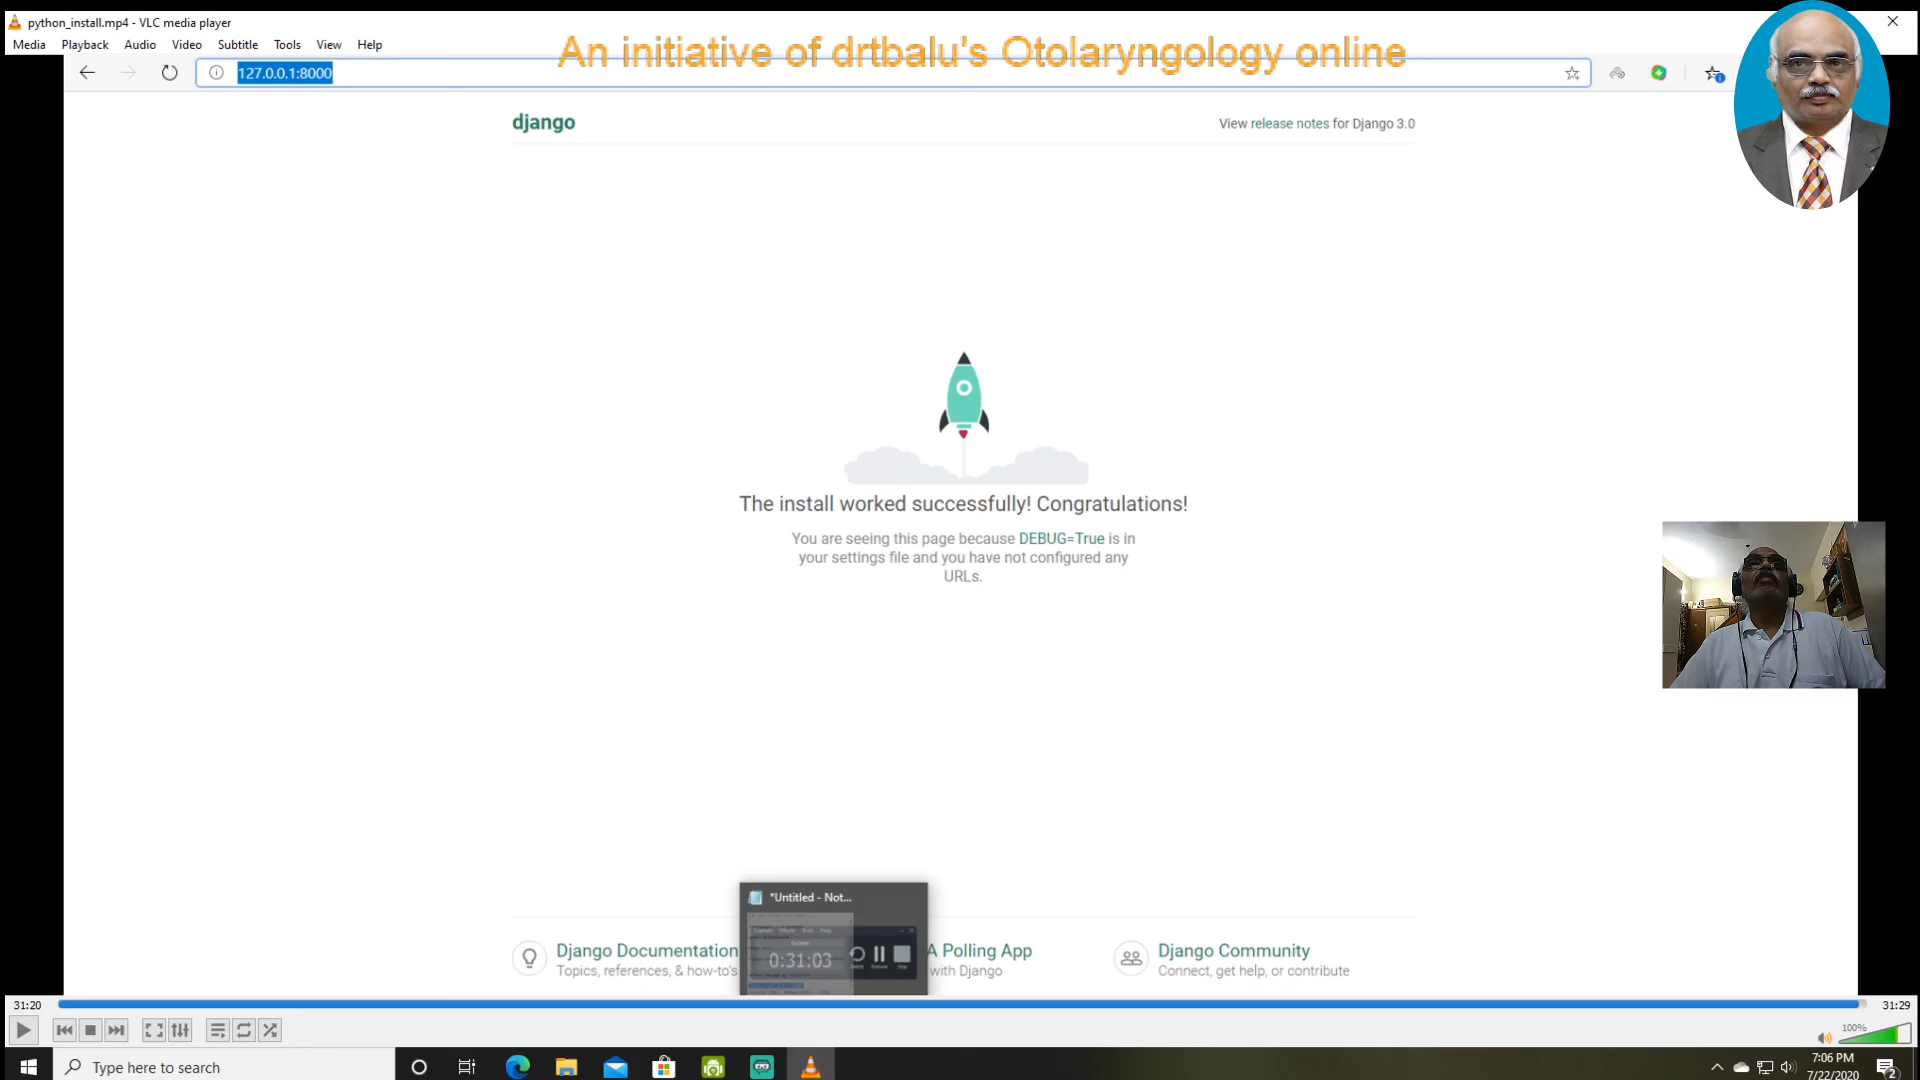 python_install.mp4 - VLC media player
Media Playback Audio Video Subtitle Tools View Help
An initiative of drtbalu's Otolaryngology online
127.0.0.1:8000
django
View release notes for Django 3.0
The install worked successfully! Congratulations!
You are seeing this page because DEBUG=True is in
your settings file and you have not configured any
URLs.
*Untitled - Not...
0:31:03
Django Documentation
Topics, references, & how-to's
A Polling App
with Django
Django Community
Connect, get help, or contribute
31:20
31:29
100%
Type here to search
7:06 PM
7/22/2020
2